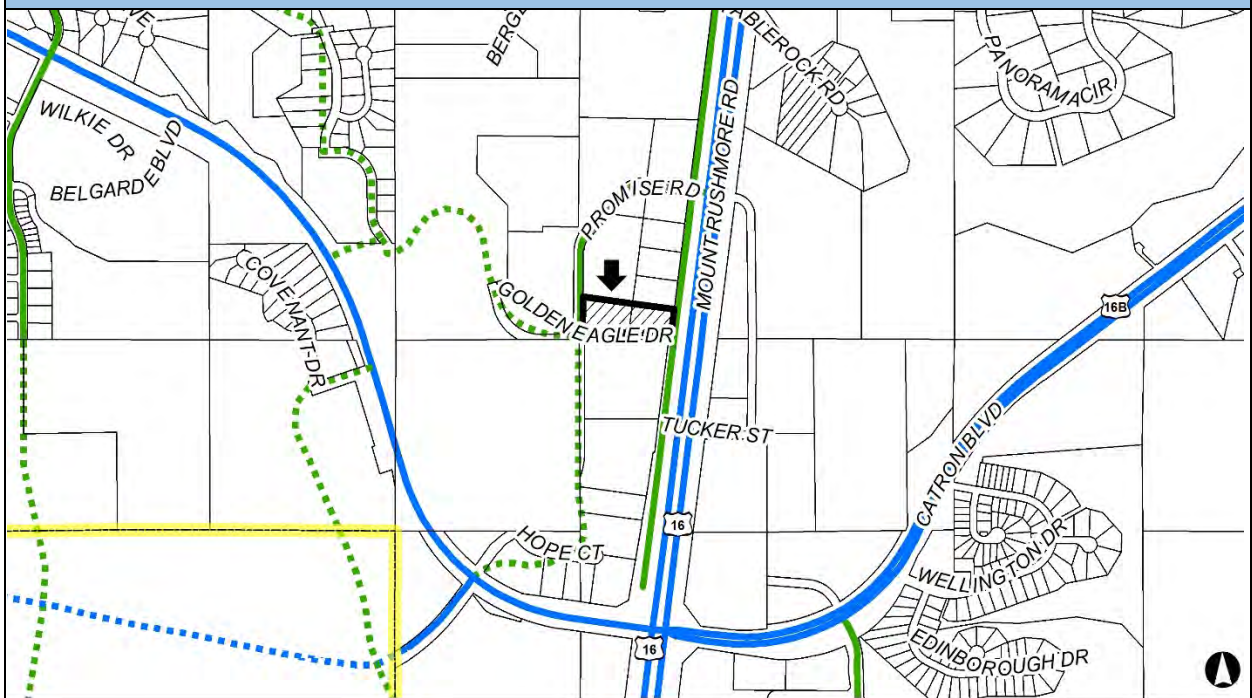 TABLEROCK RD
PANORAMA CIR
WILKIE DR
BELGARDE BLVD
PROMISE RD
MOUNT RUSHMORE RD
COVENANT DR
GOLDEN EAGLE DR
16B
TUCKER ST
CATRON BLVD
16
HOPE CT
WELLINGTON DR
16
EDINBOROUGH DR